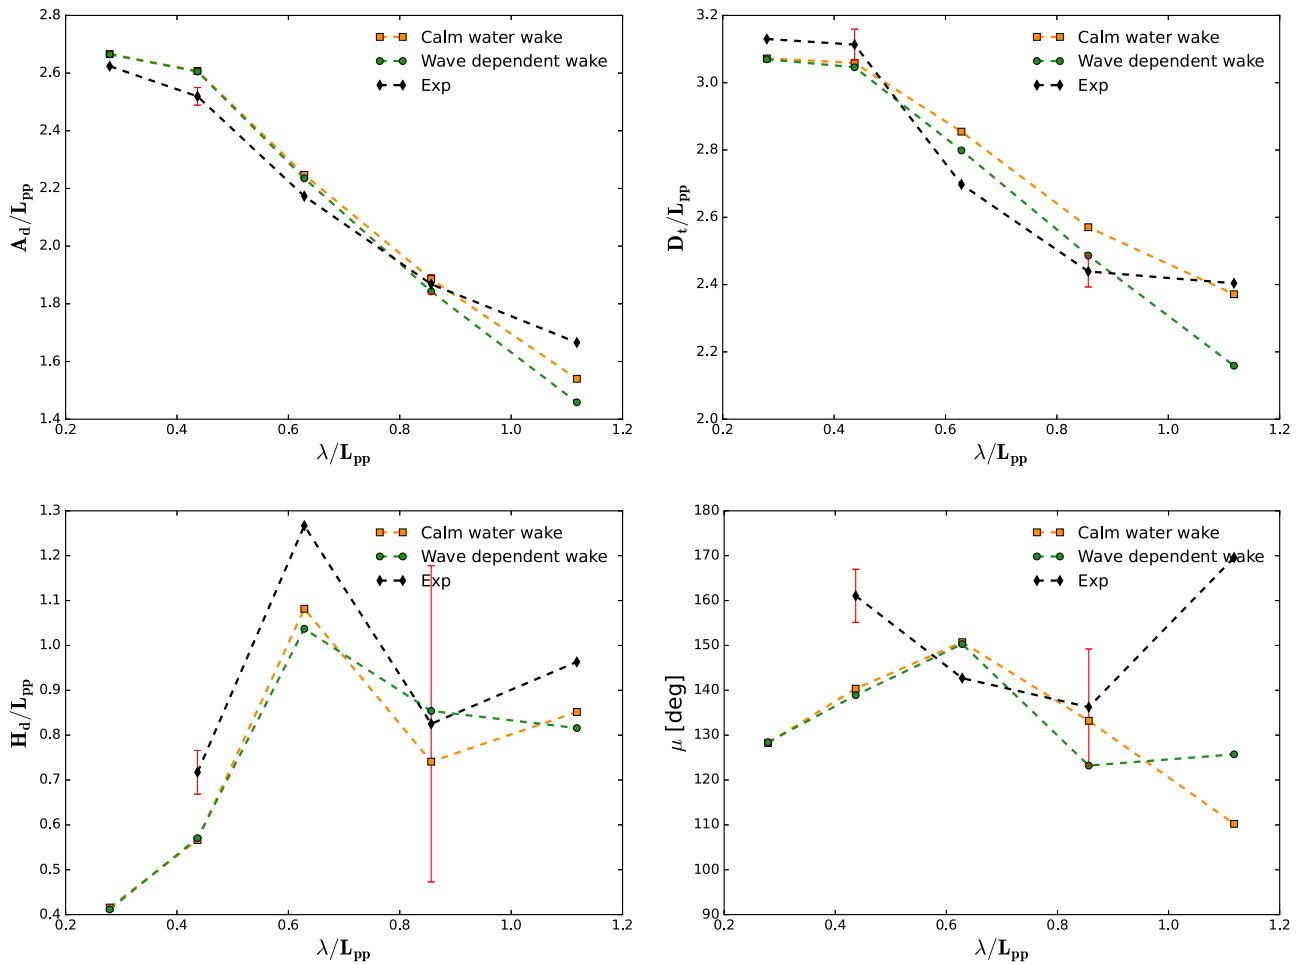 2.8
2.6
2.4
2.2
2.0
1.8
1.6
1.4
0.2 0.4 0.6 0.8 1.0 1.2
A_d/L_pp
λ/L_pp
Calm water wake
Wave dependent wake
Exp
3.2
3.0
2.8
2.6
2.4
2.2
2.0
0.2 0.4 0.6 0.8 1.0 1.2
D_t/L_pp
λ/L_pp
Calm water wake
Wave dependent wake
Exp
1.3
1.2
1.1
1.0
0.9
0.8
0.7
0.6
0.5
0.4
0.2 0.4 0.6 0.8 1.0 1.2
H_d/L_pp
λ/L_pp
Calm water wake
Wave dependent wake
Exp
180
170
160
150
140
130
120
110
100
90
0.2 0.4 0.6 0.8 1.0 1.2
μ [deg]
λ/L_pp
Calm water wake
Wave dependent wake
Exp